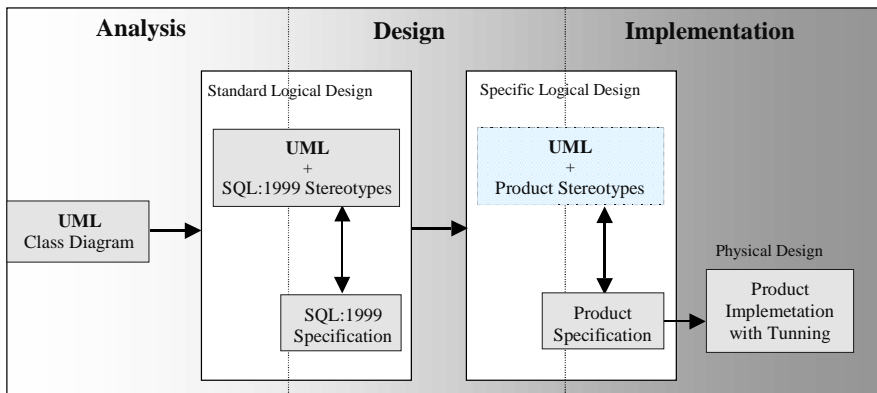 Analysis
Design
Implementation
Standard Logical Design
UML
+
SQL:1999 Stereotypes
SQL:1999
Specification
Specific Logical Design
UML
+
Product Stereotypes
Product
Specification
UML
Class Diagram
Physical Design
Product
Implemetation
with Tunning